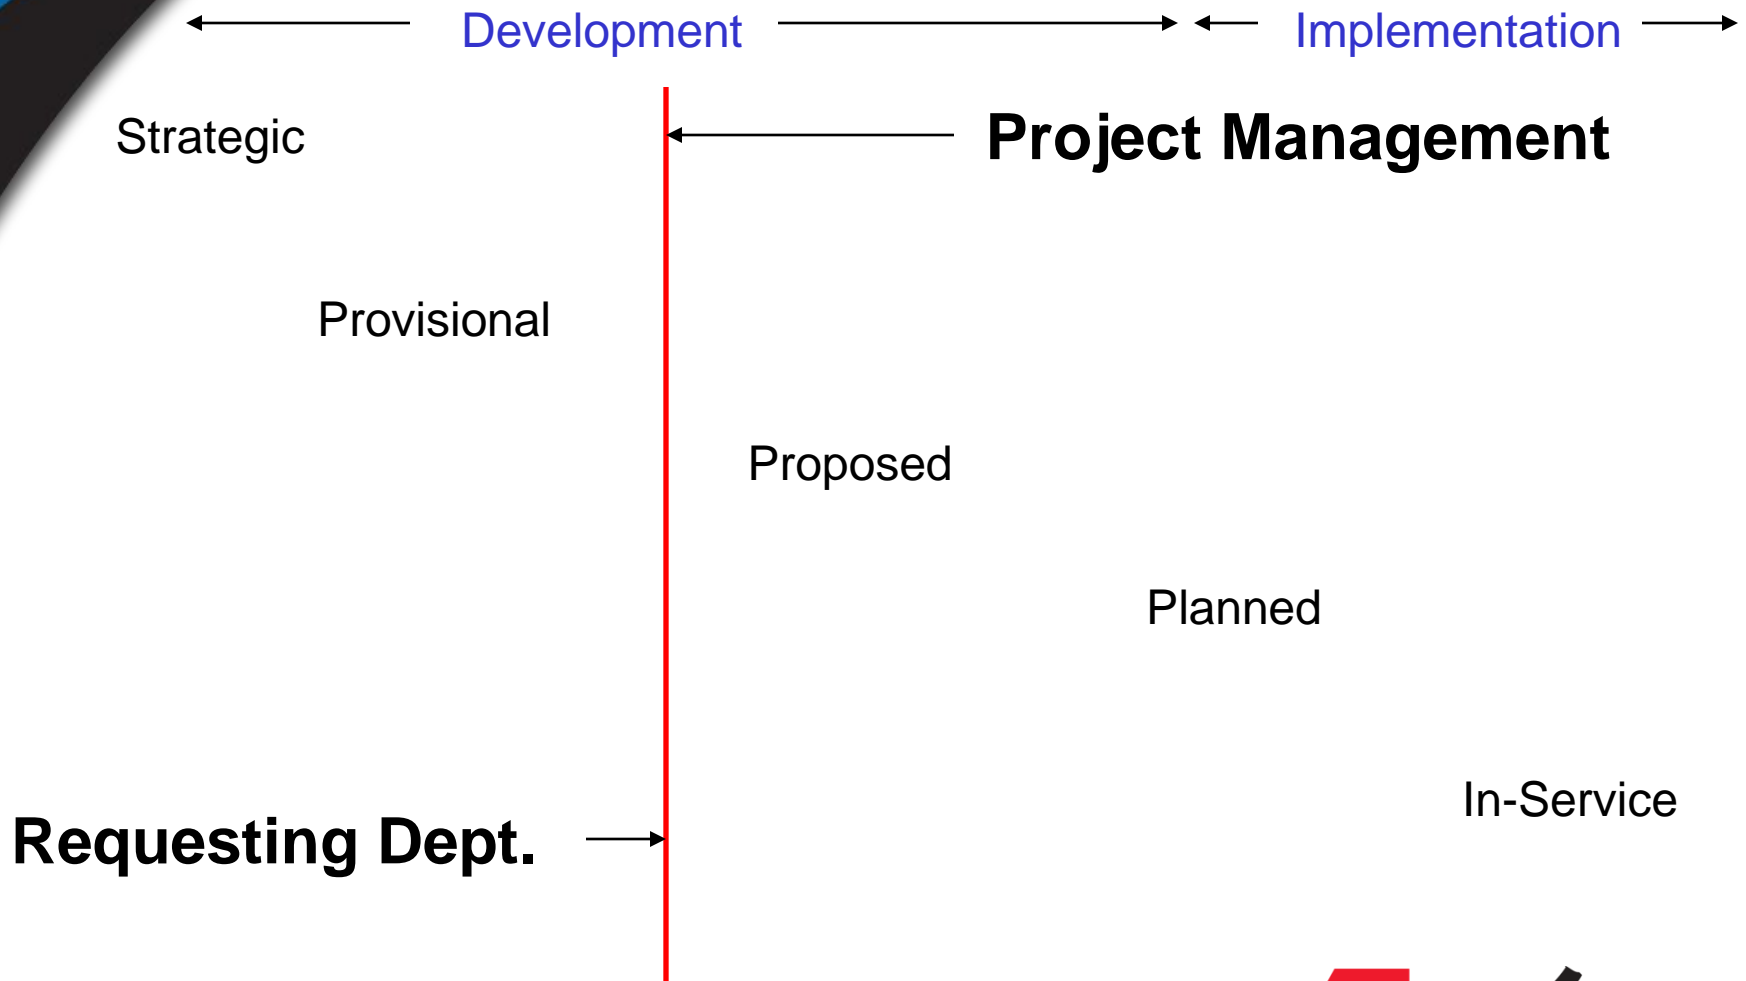 Development Implementation
Strategic
Project Management
Provisional
Proposed
Planned
In-Service
Requesting Dept.